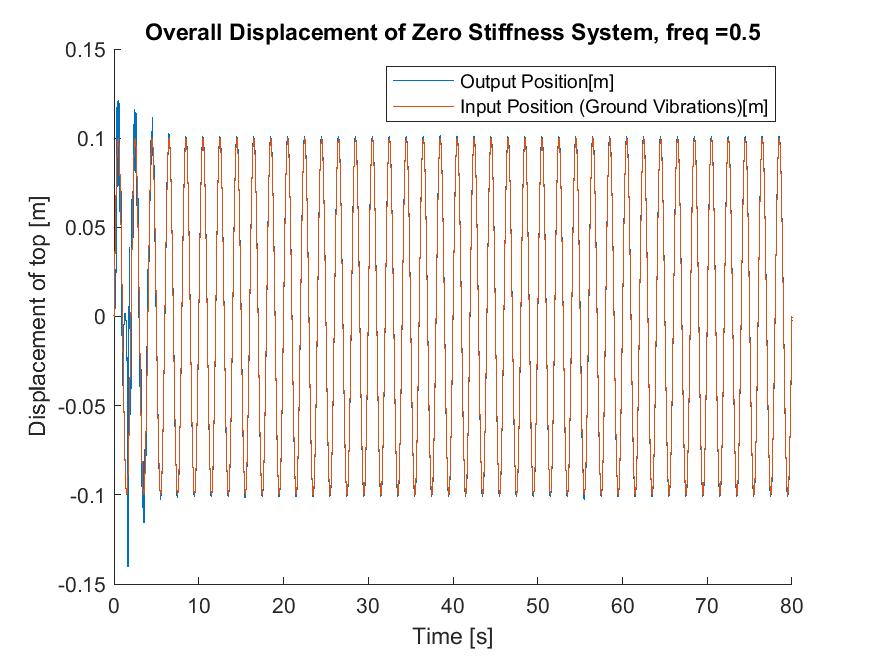 Overall Displacement of Zero Stiffness System, freq =0.5
0.15
Output Position[m]
Input Position (Ground Vibrations)[m]
0.1
0.05
0
-0.05
-0.1
-0.15
Displacement of top [m]
0 10 20 30 40 50 60 70 80
Time [s]